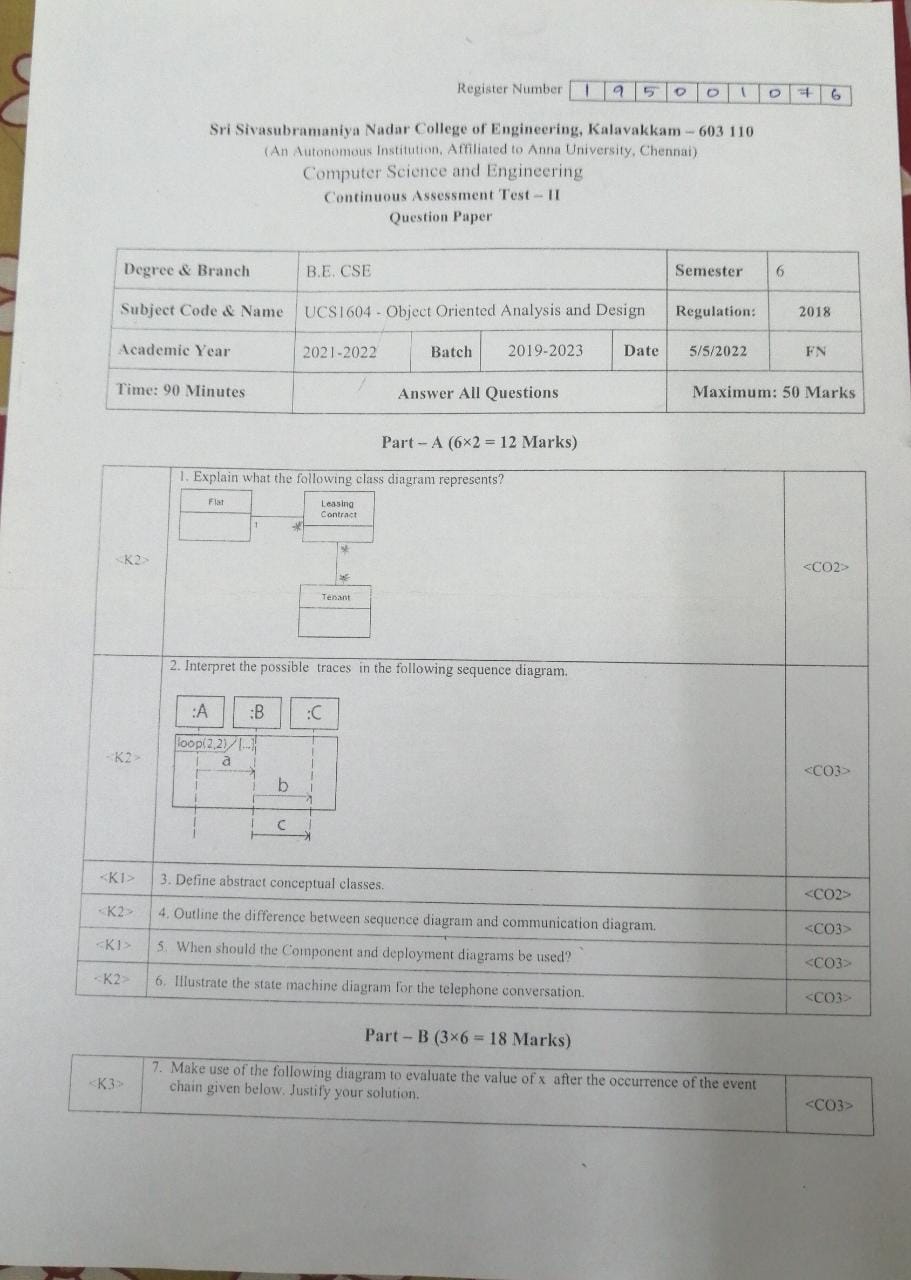 Register Number 1 9 5 0 0 1 0 7 6
Sri Sivasubramaniya Nadar College of Engineering, Kalavakkam – 603 110
(An Autonomous Institution, Affiliated to Anna University, Chennai)
Computer Science and Engineering
Continuous Assessment Test – II
Question Paper
Degree & Branch B.E. CSE Semester 6
Subject Code & Name UCS1604 - Object Oriented Analysis and Design Regulation: 2018
Academic Year 2021-2022 Batch 2019-2023 Date 5/5/2022 FN
Time: 90 Minutes Answer All Questions Maximum: 50 Marks
Part – A (6×2 = 12 Marks)
1. Explain what the following class diagram represents?
Flat Leasing
Contract
1 *
*
<K2> <CO2>
*
Tenant
2. Interpret the possible traces in the following sequence diagram.
:A :B :C
loop(2,2)/[...]
a
<K2> <CO3>
b
c
<K1> 3. Define abstract conceptual classes. <CO2>
<K2> 4. Outline the difference between sequence diagram and communication diagram. <CO3>
<K1> 5. When should the Component and deployment diagrams be used? <CO3>
<K2> 6. Illustrate the state machine diagram for the telephone conversation. <CO3>
Part – B (3×6 = 18 Marks)
<K3> 7. Make use of the following diagram to evaluate the value of x after the occurrence of the event
chain given below. Justify your solution. <CO3>